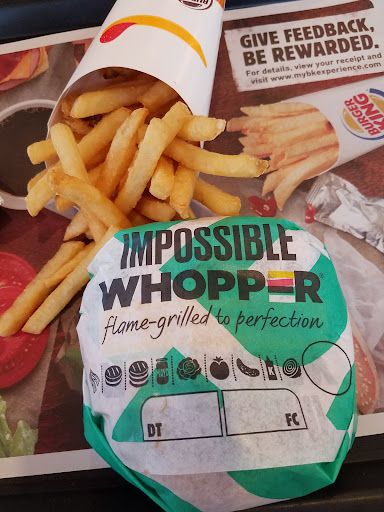 GIVE FEEDBACK,
BE REWARDED.
For details, view your receipt and
visit www.mybkexperience.com
BURGER
KING
IMPOSSIBLE
WHOPPER
flame-grilled to perfection
DT
FC